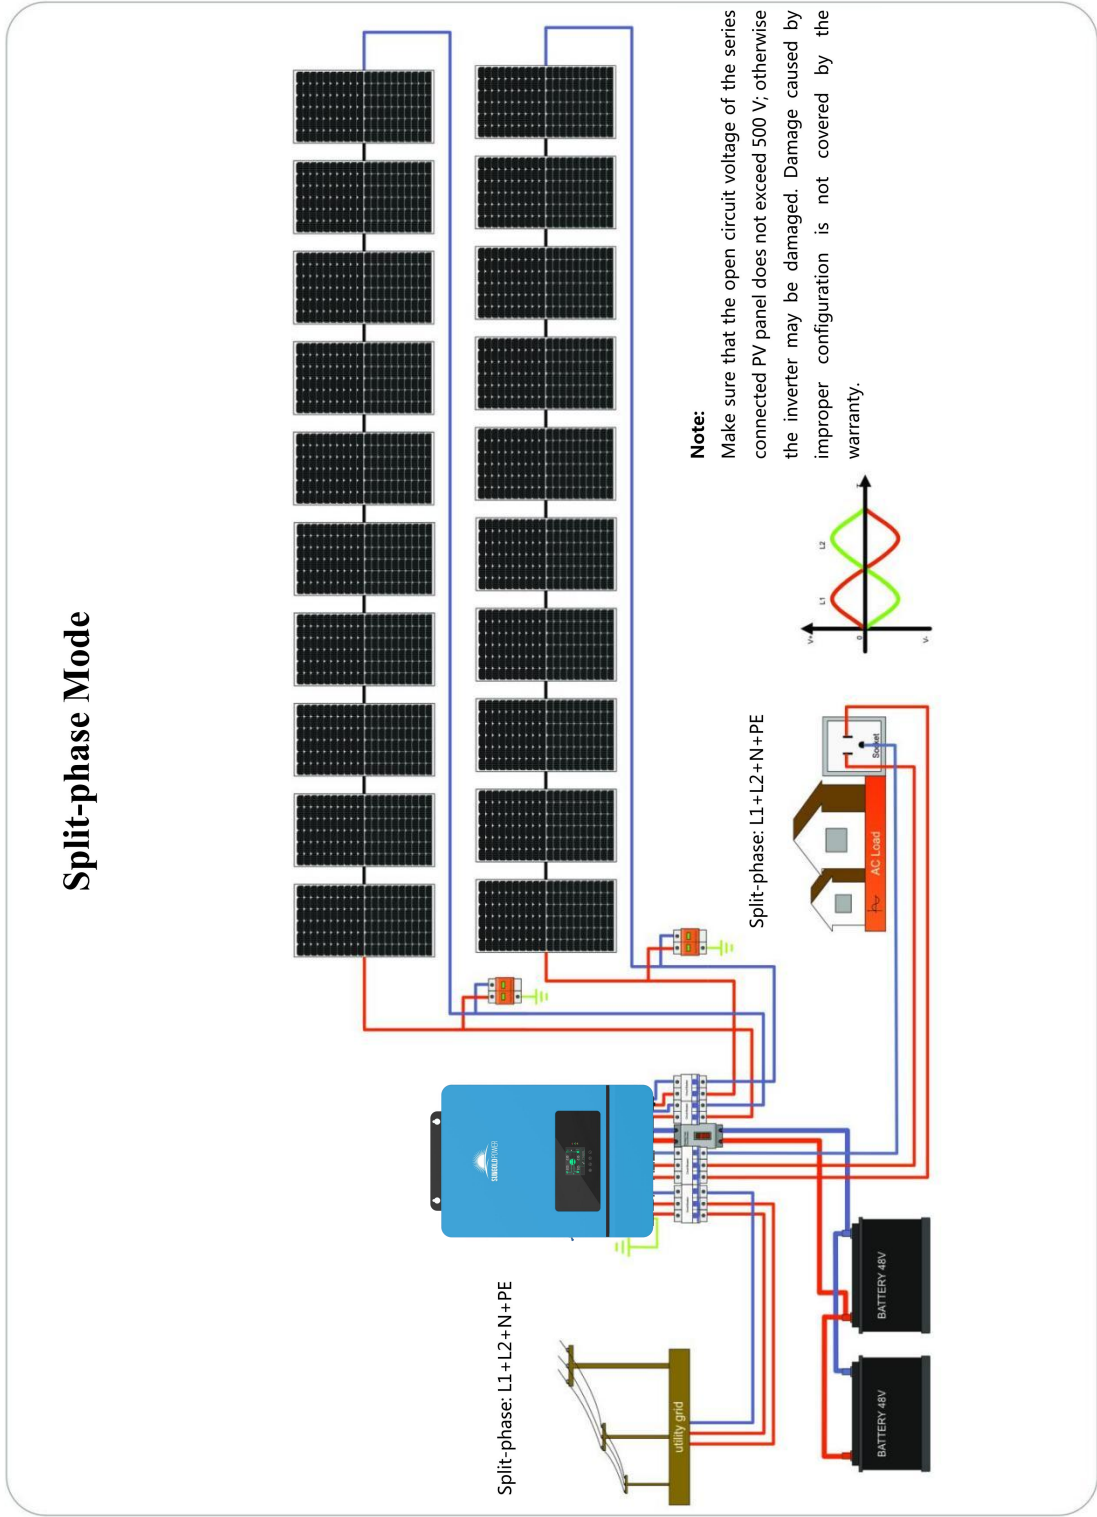 Split-phase Mode
Note:
Make sure that the open circuit voltage of the series
connected PV panel does not exceed 500 V; otherwise
the inverter may be damaged. Damage caused by
improper configuration is not covered by the
warranty.
SUNGOLDPOWER
Split-phase: L1+L2+N+PE
utility grid
BATTERY 48V
BATTERY 48V
Split-phase: L1+L2+N+PE
AC Load
Socket
V+
L1
L2
0
T
V-